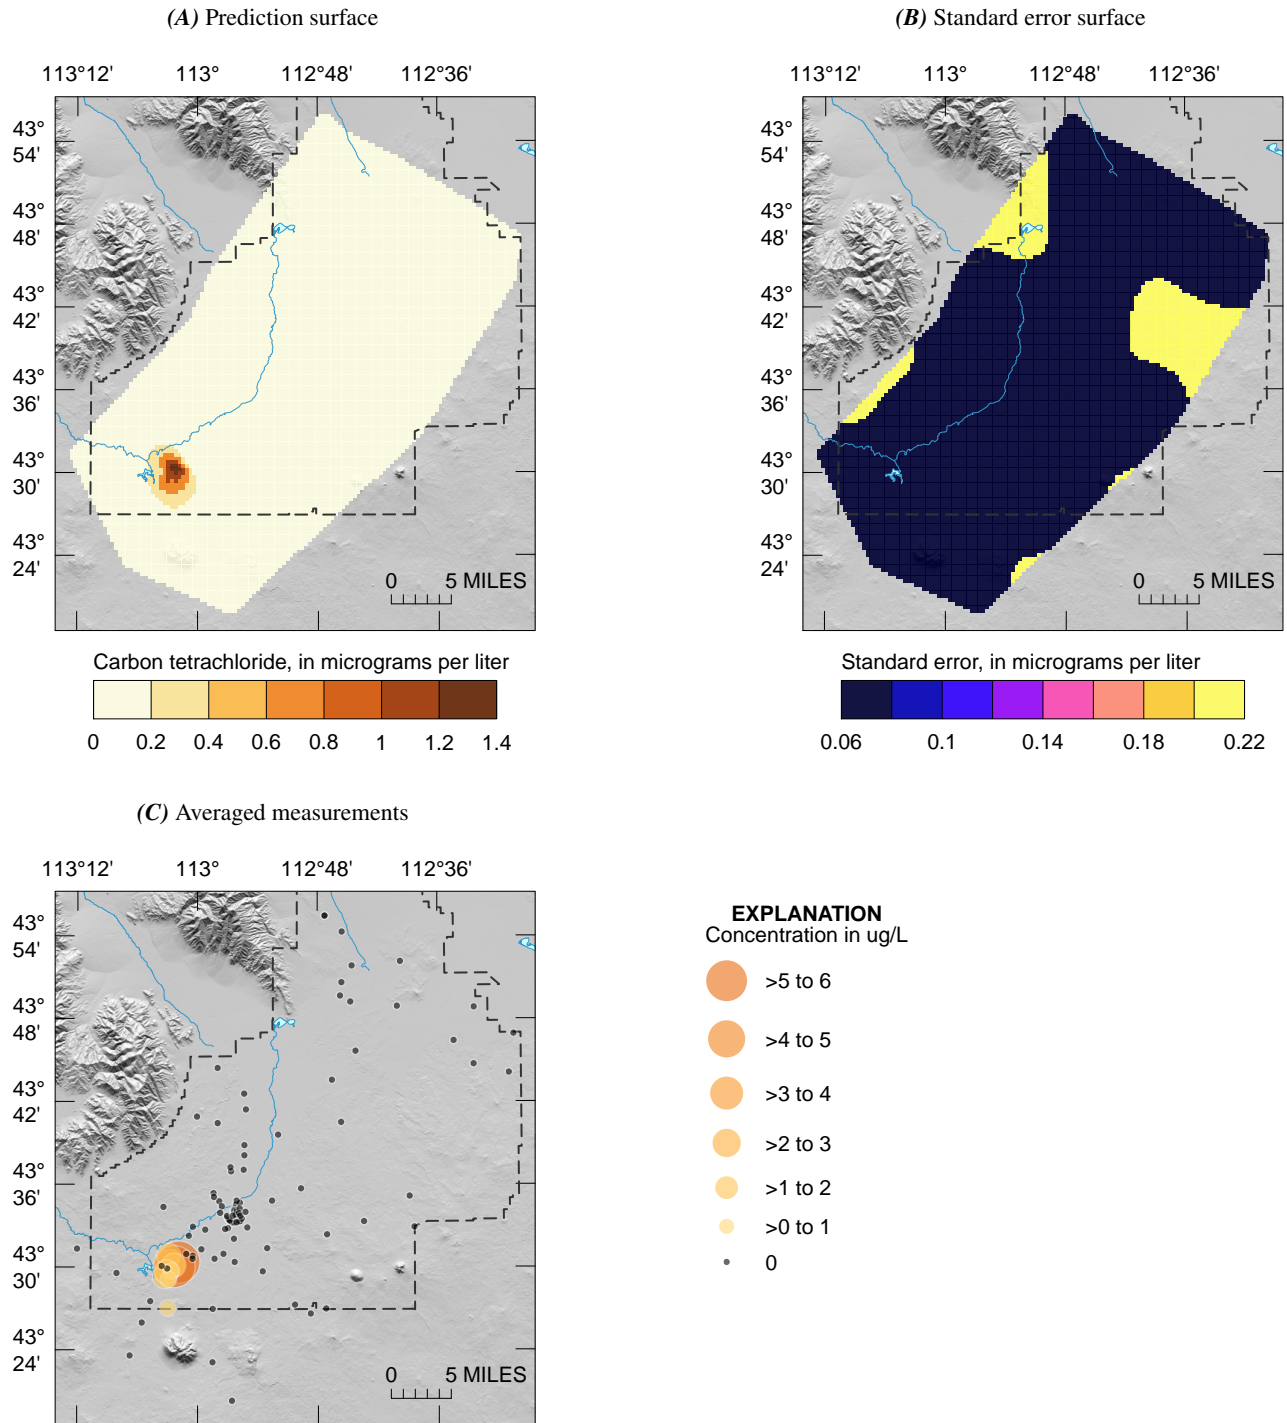 (A) Prediction surface
113°12' 113° 112°48' 112°36'
43°
54'
43°
48'
43°
42'
43°
36'
43°
30'
43°
24'
0 5 MILES
Carbon tetrachloride, in micrograms per liter
0 0.2 0.4 0.6 0.8 1 1.2 1.4
(B) Standard error surface
113°12' 113° 112°48' 112°36'
43°
54'
43°
48'
43°
42'
43°
36'
43°
30'
43°
24'
0 5 MILES
Standard error, in micrograms per liter
0.06 0.1 0.14 0.18 0.22
(C) Averaged measurements
113°12' 113° 112°48' 112°36'
43°
54'
43°
48'
43°
42'
43°
36'
43°
30'
43°
24'
0 5 MILES
EXPLANATION
Concentration in ug/L
>5 to 6
>4 to 5
>3 to 4
>2 to 3
>1 to 2
>0 to 1
0